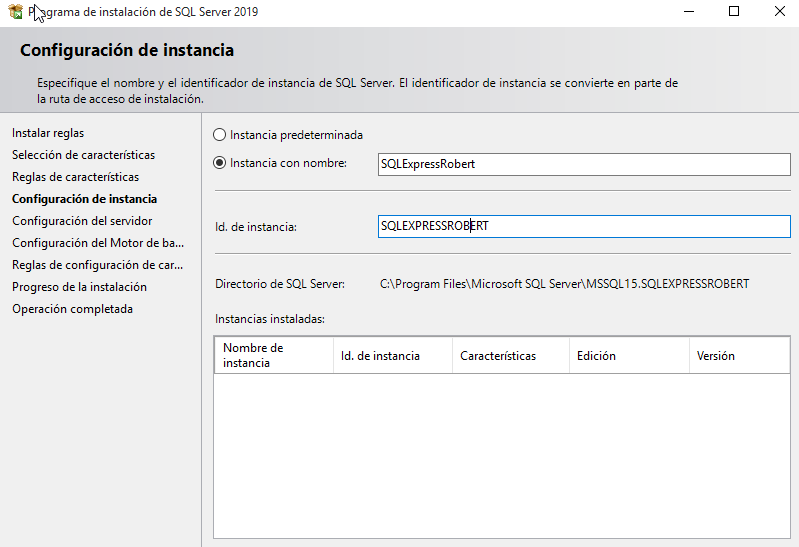 Programa de instalación de SQL Server 2019
Configuración de instancia
Especifique el nombre y el identificador de instancia de SQL Server. El identificador de instancia se convierte en parte de
la ruta de acceso de instalación.
Instalar reglas
Selección de características
Reglas de características
Configuración de instancia
Configuración del servidor
Configuración del Motor de ba...
Reglas de configuración de car...
Progreso de la instalación
Operación completada
Instancia predeterminada
Instancia con nombre:
SQLExpressRobert
Id. de instancia:
SQLEXPRESSROBERT
Directorio de SQL Server:
C:\Program Files\Microsoft SQL Server\MSSQL15.SQLEXPRESSROBERT
Instancias instaladas:
Nombre de
instancia
Id. de instancia
Características
Edición
Versión